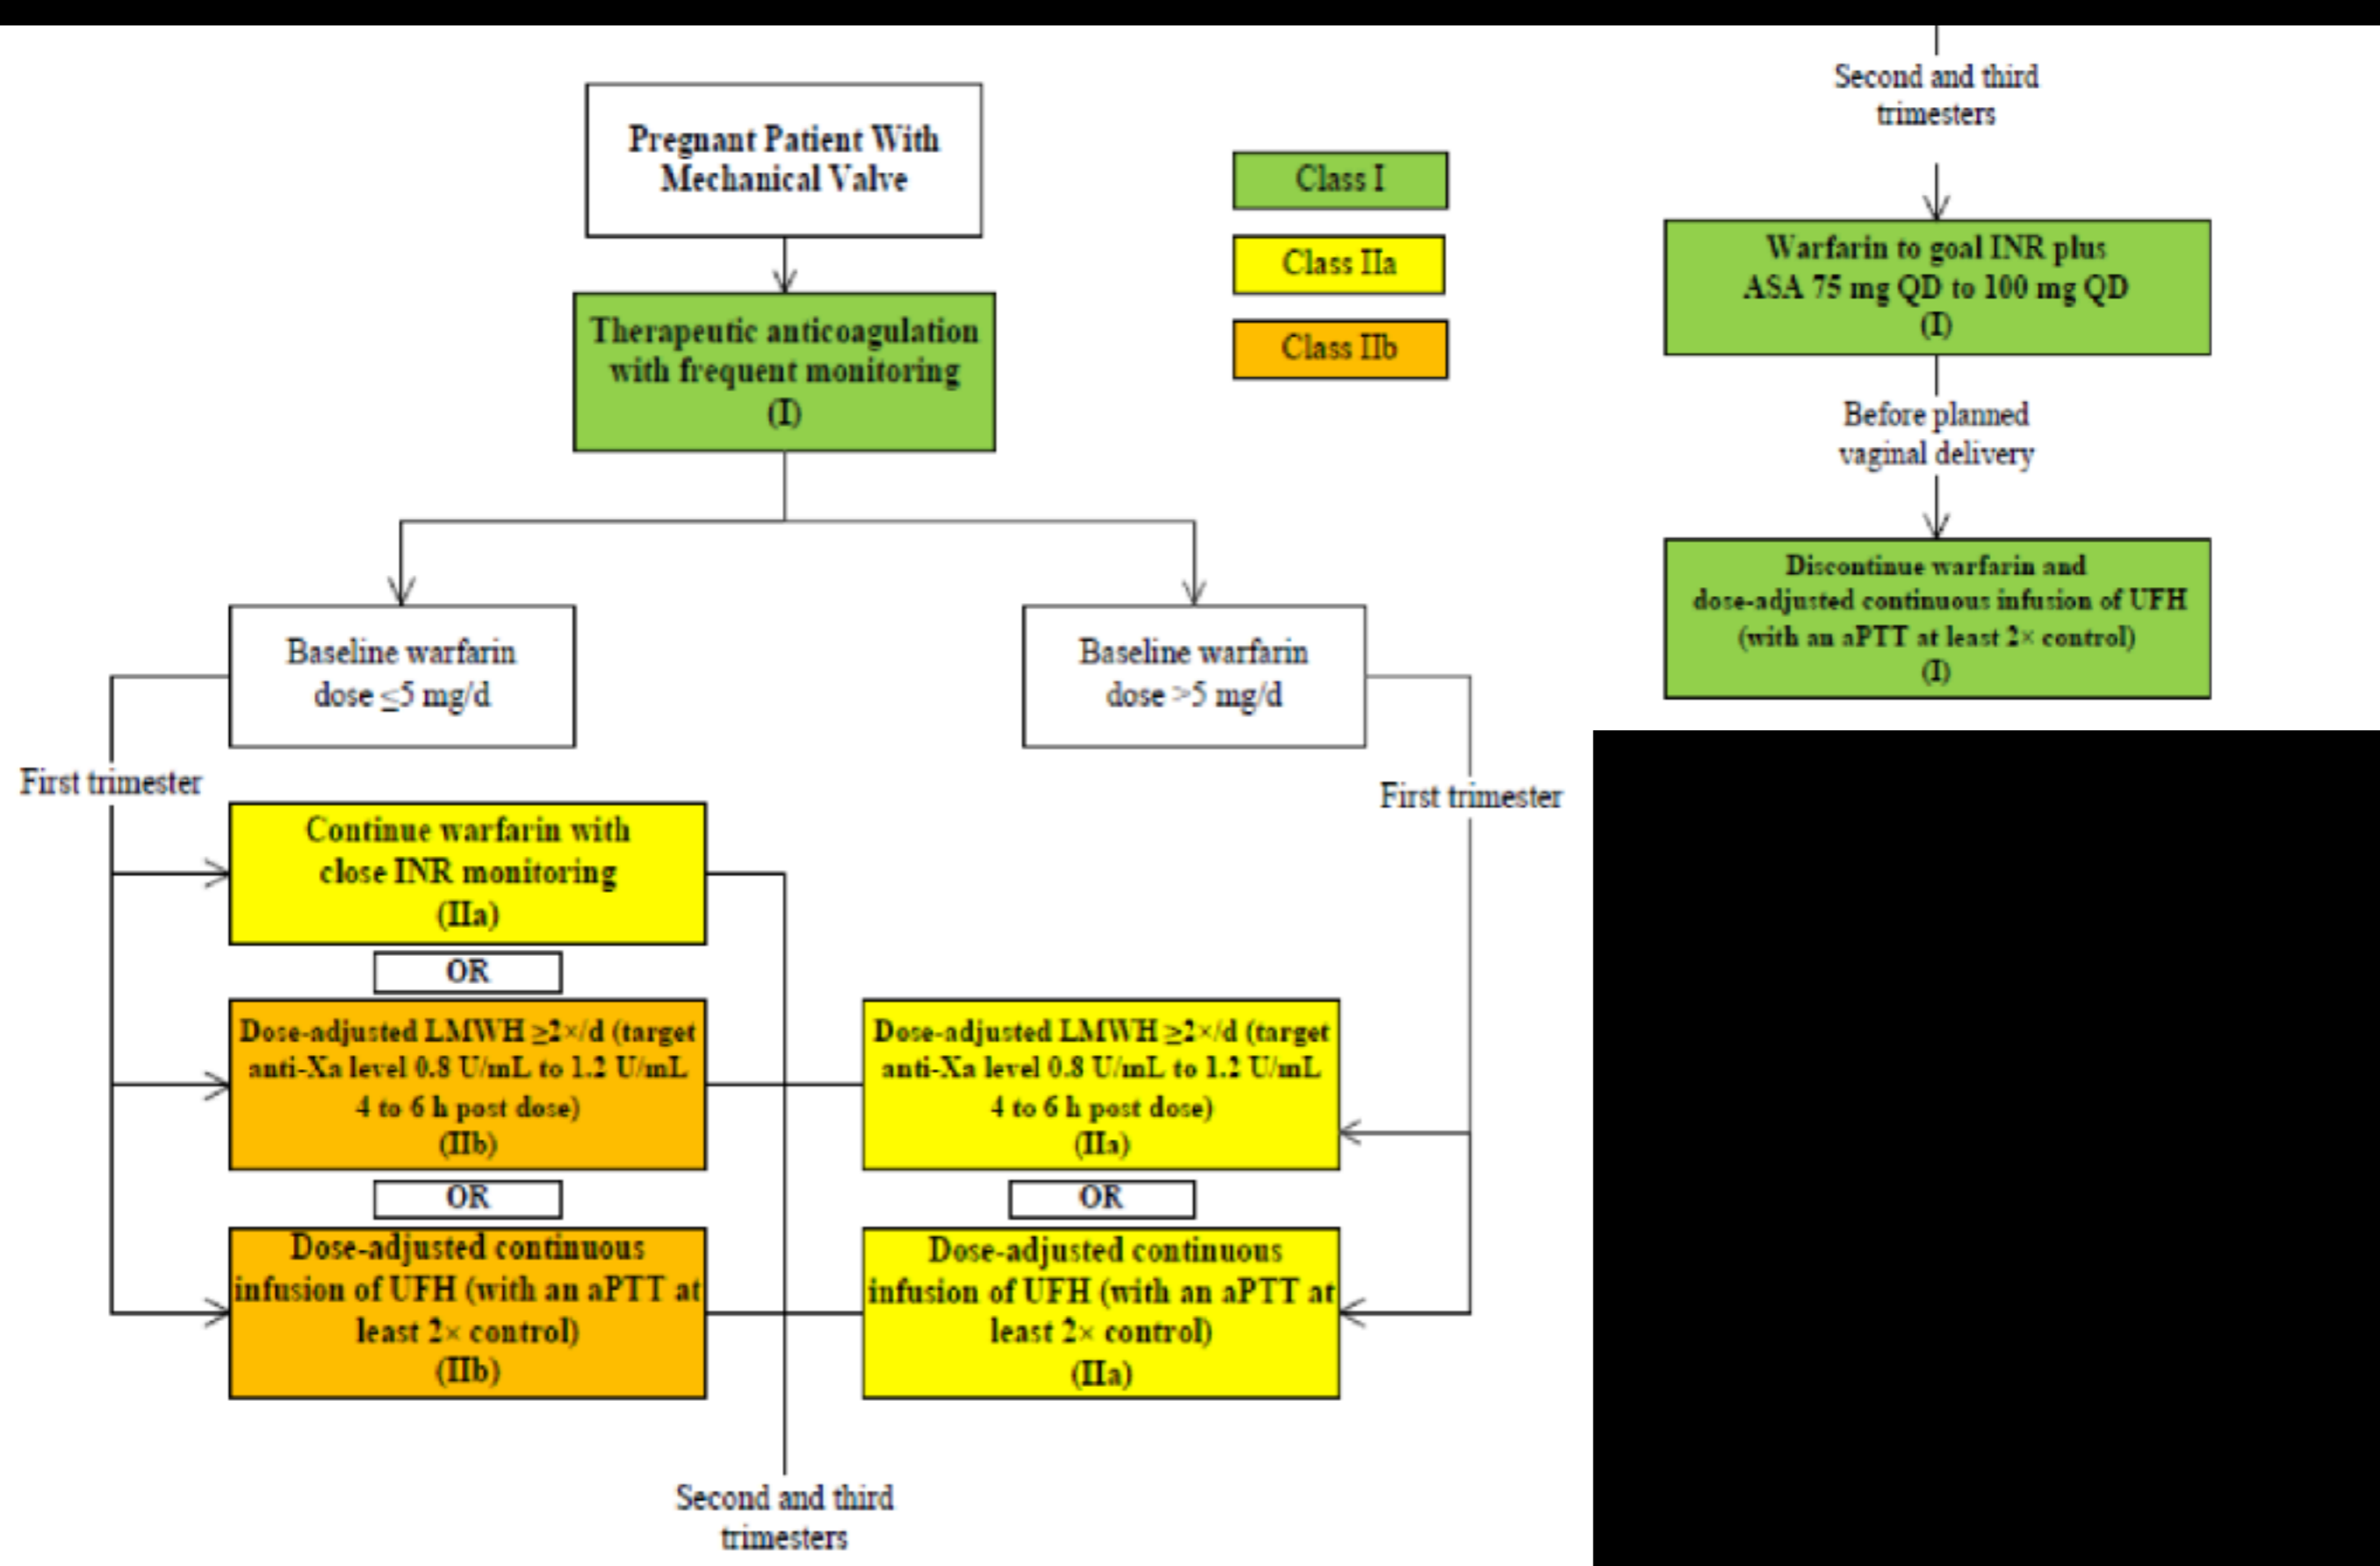 Pregnant Patient With
Mechanical Valve
Therapeutic anticoagulation
with frequent monitoring
(I)
Class I
Class IIa
Class IIb
Baseline warfarin
dose ≤5 mg/d
Baseline warfarin
dose >5 mg/d
First trimester
First trimester
Continue warfarin with
close INR monitoring
(IIa)
OR
Dose-adjusted LMWH ≥2×/d (target
anti-Xa level 0.8 U/mL to 1.2 U/mL
4 to 6 h post dose)
(IIb)
OR
Dose-adjusted continuous
infusion of UFH (with an aPTT at
least 2× control)
(IIb)
Dose-adjusted LMWH ≥2×/d (target
anti-Xa level 0.8 U/mL to 1.2 U/mL
4 to 6 h post dose)
(IIa)
OR
Dose-adjusted continuous
infusion of UFH (with an aPTT at
least 2× control)
(IIa)
Second and third
trimesters
Second and third
trimesters
Warfarin to goal INR plus
ASA 75 mg QD to 100 mg QD
(I)
Before planned
vaginal delivery
Discontinue warfarin and
dose-adjusted continuous infusion of UFH
(with an aPTT at least 2× control)
(I)